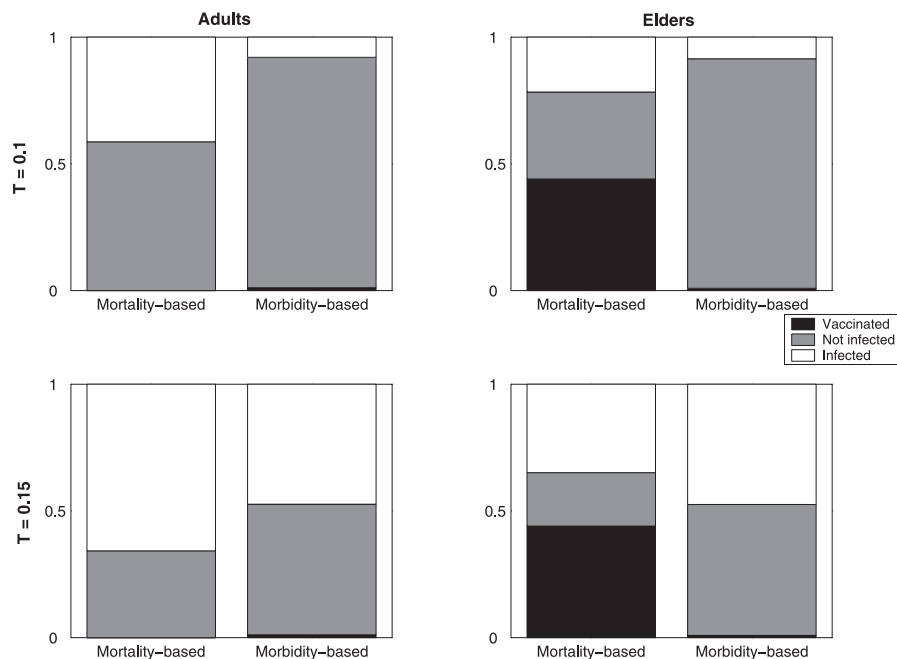 Adults
Elders
T = 0.1
1
0.5
0
Mortality–based
Morbidity–based
1
0.5
0
Mortality–based
Morbidity–based
Vaccinated
Not infected
Infected
T = 0.15
1
0.5
0
Mortality–based
Morbidity–based
1
0.5
0
Mortality–based
Morbidity–based